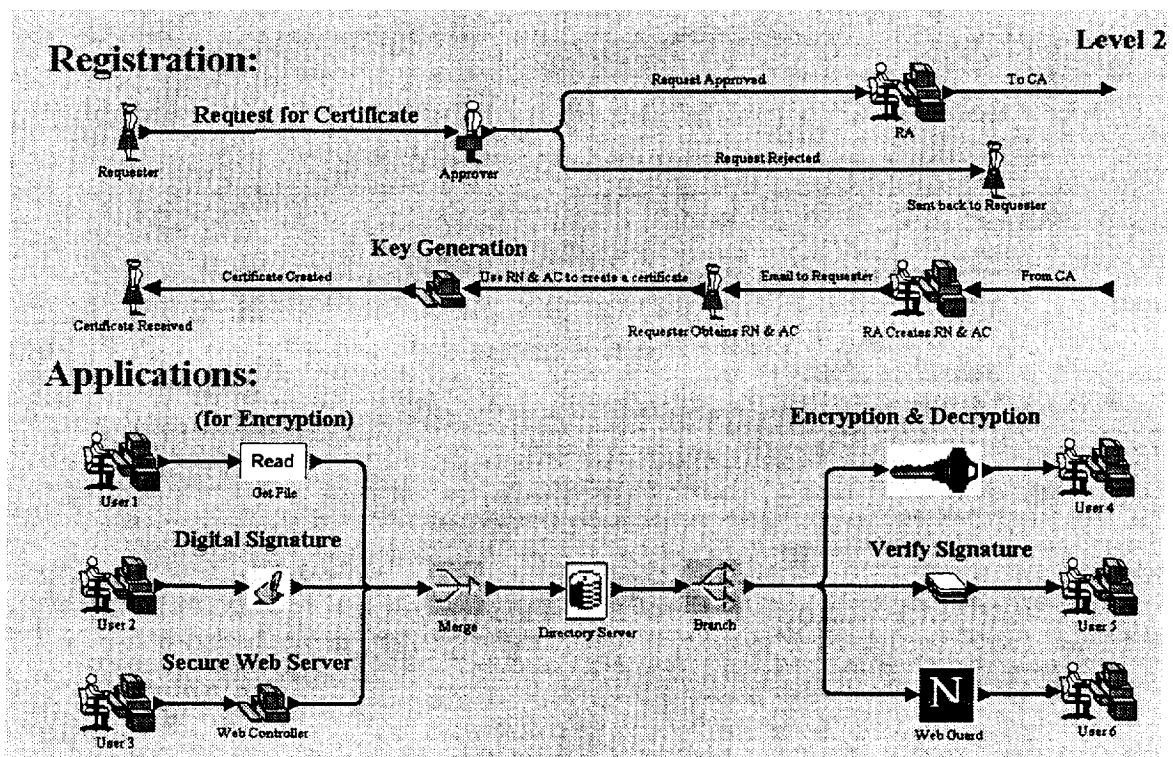 Level 2
Registration:
Request Approved
To CA
Request for Certificate
RA
Requester
Approver
Request Rejected
Sent back to Requester
Key Generation
Certificate Created
Use RN & AC to create a certificate
Email to Requester
From CA
Certificate Received
Requester Obtains RN & AC
RA Creates RN & AC
Applications:
(for Encryption)
Encryption & Decryption
Read
User 1
Get File
User 4
Digital Signature
Verify Signature
User 2
Merge
Directory Server
Branch
User 5
Secure Web Server
N
User 3
Web Controller
Web Guard
User 6